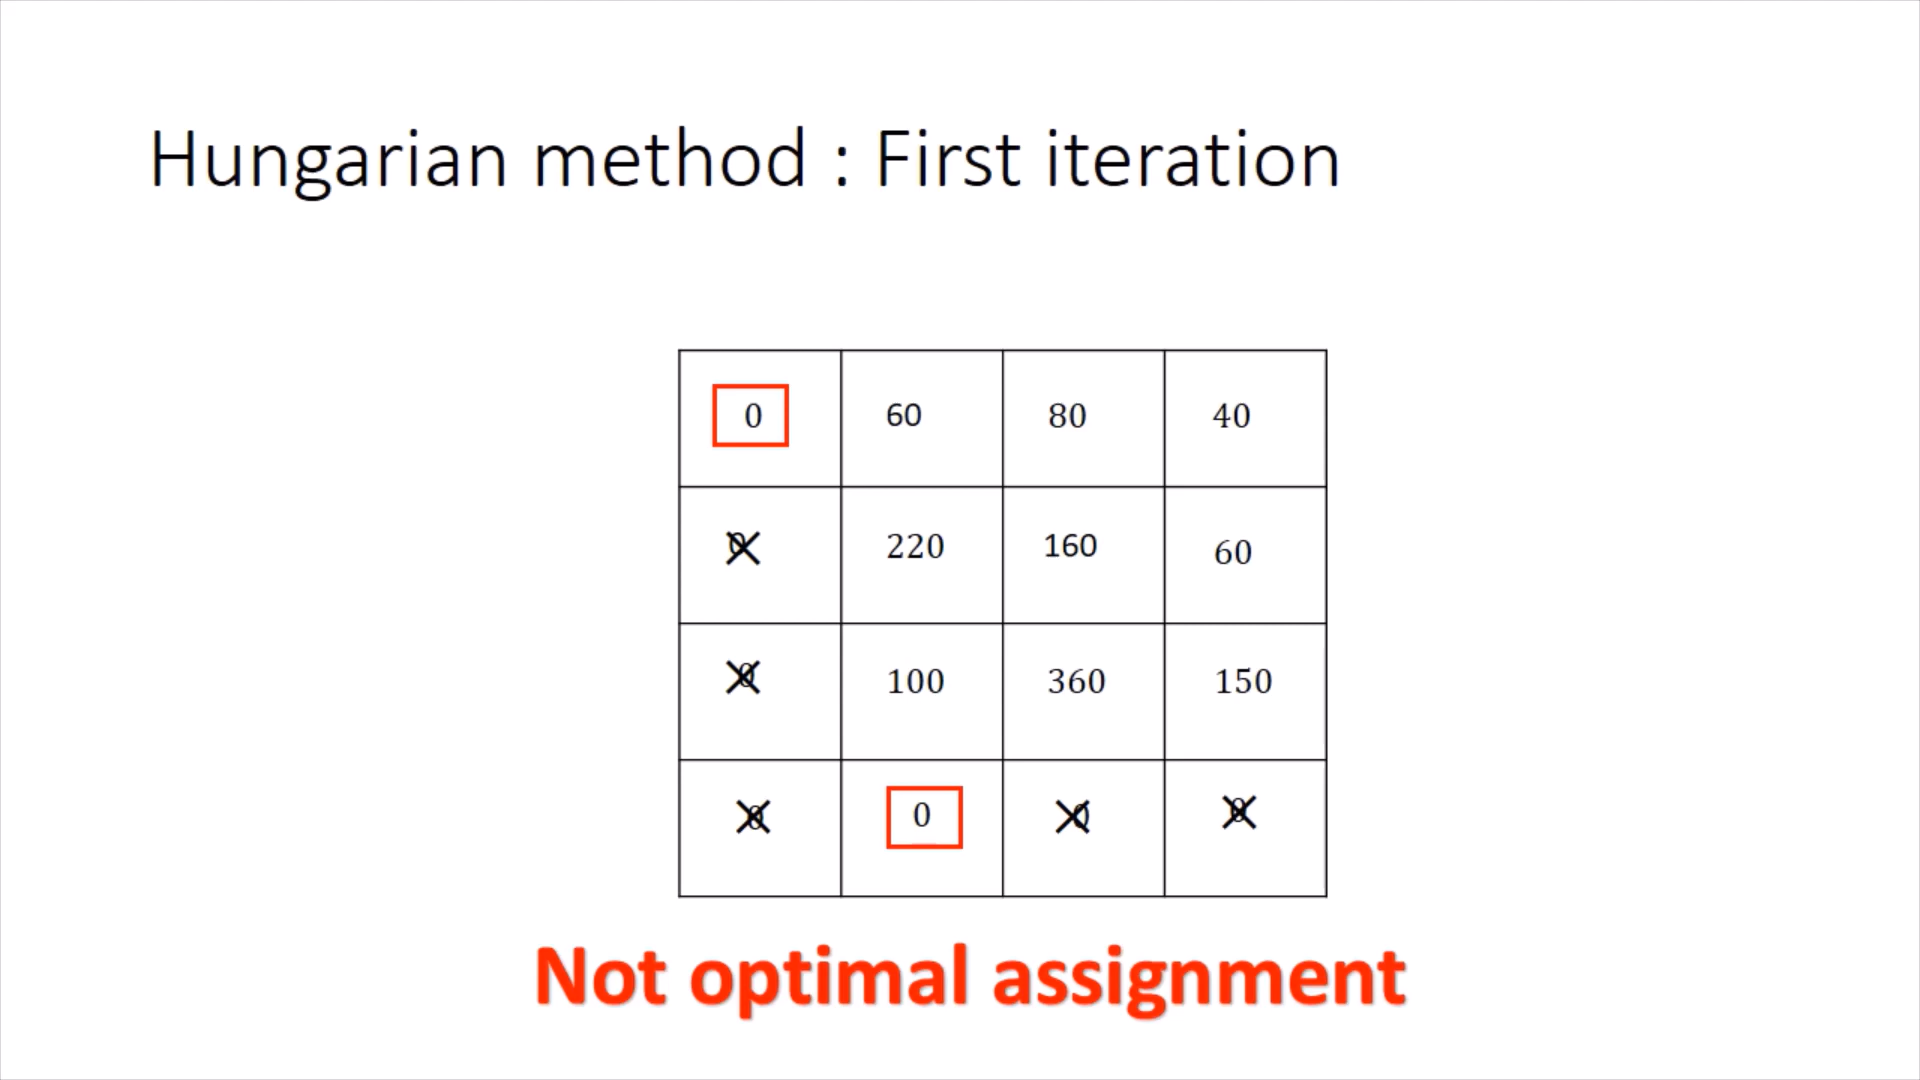 Hungarian method : First iteration
0 60 80 40
0 220 160 60
0 100 360 150
0 0 0 0
Not optimal assignment